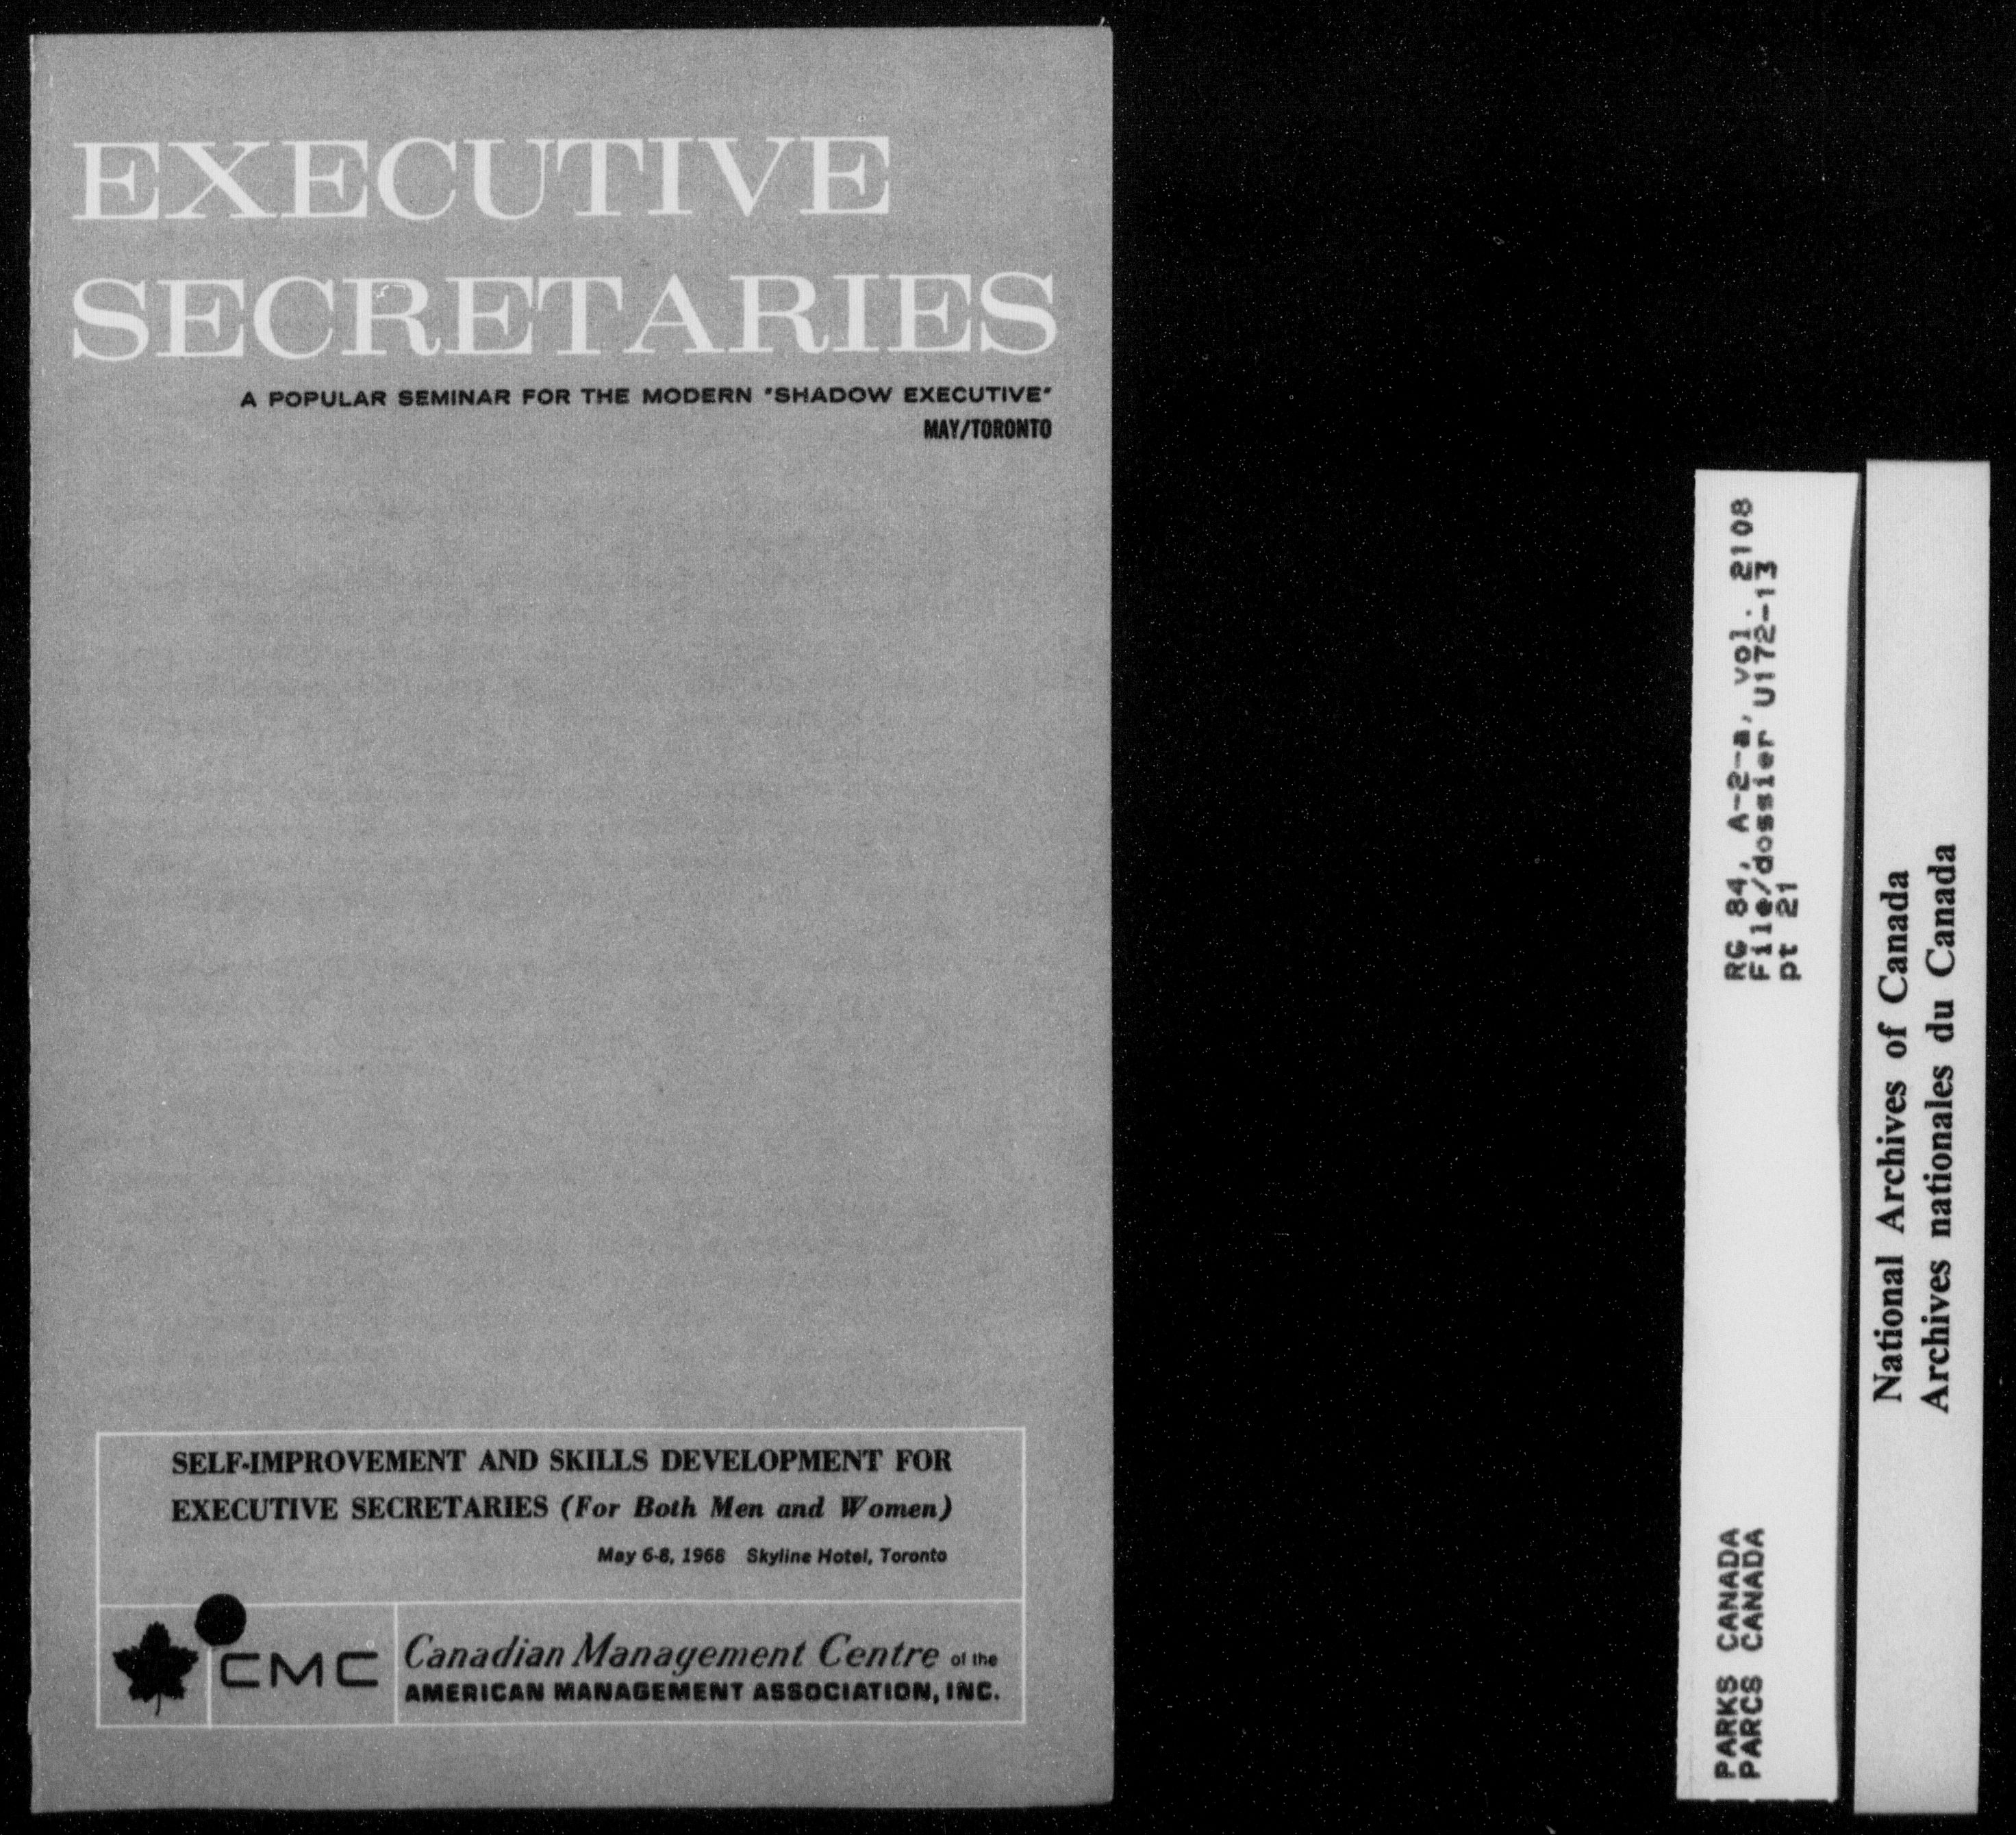 EXECUTIVE
SECRETARIES
A POPULAR SEMINAR FOR THE MODERN "SHADOW EXECUTIVE"
MAY/TORONTO
SELF-IMPROVEMENT AND SKILLS DEVELOPMENT FOR
EXECUTIVE SECRETARIES (For Both Men and Women)
May 6-8, 1968 Skyline Hotel, Toronto
CMC
Canadian Management Centre of the
AMERICAN MANAGEMENT ASSOCIATION, INC.
RG 84, A-2-a, vol. 2108
File/dossier U172-13
pt 21
PARKS CANADA
PARCS CANADA
National Archives of Canada
Archives nationales du Canada